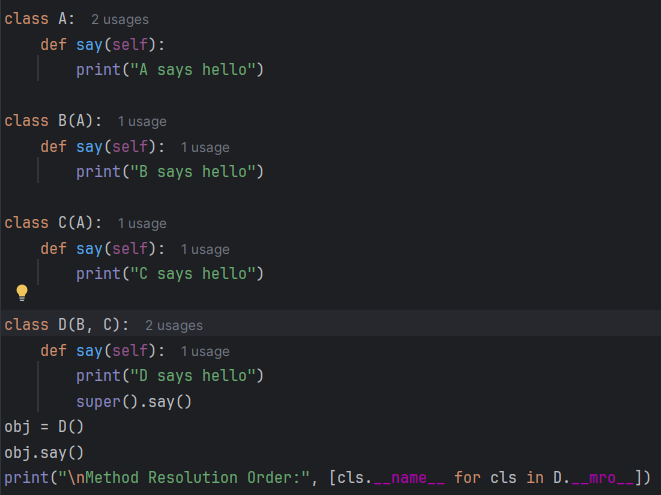 class A:  2 usages
    def say(self):
        print("A says hello")

class B(A):  1 usage
    def say(self):  1 usage
        print("B says hello")

class C(A):  1 usage
    def say(self):  1 usage
        print("C says hello")

class D(B, C):  2 usages
    def say(self):  1 usage
        print("D says hello")
        super().say()
obj = D()
obj.say()
print("\nMethod Resolution Order:", [cls.__name__ for cls in D.__mro__])